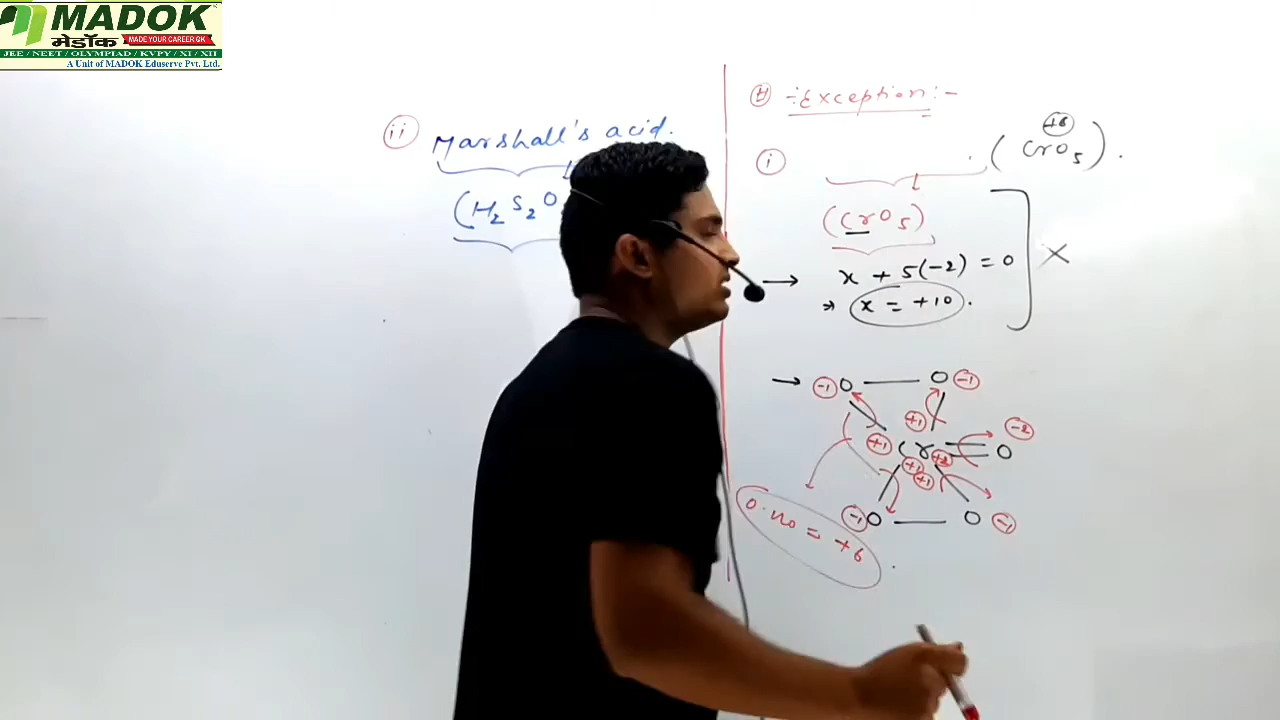 MADOK
मेडॉक MADE YOUR CAREER GK
JEE / NEET / OLYMPIAD / KVPY / XI / XII
A Unit of MADOK Eduserve Pvt. Ltd.
ii Marshall's acid.
(H₂S₂O
Exception:-
i (CrO₅).
+6
(CrO₅)
→ x + 5(-2) = 0 ×
⇒ x = +10.
→ -1 O — O -1
+1 +1 Cr +2 O -2
+1 +1
-1 O — O -1
O.no = +6